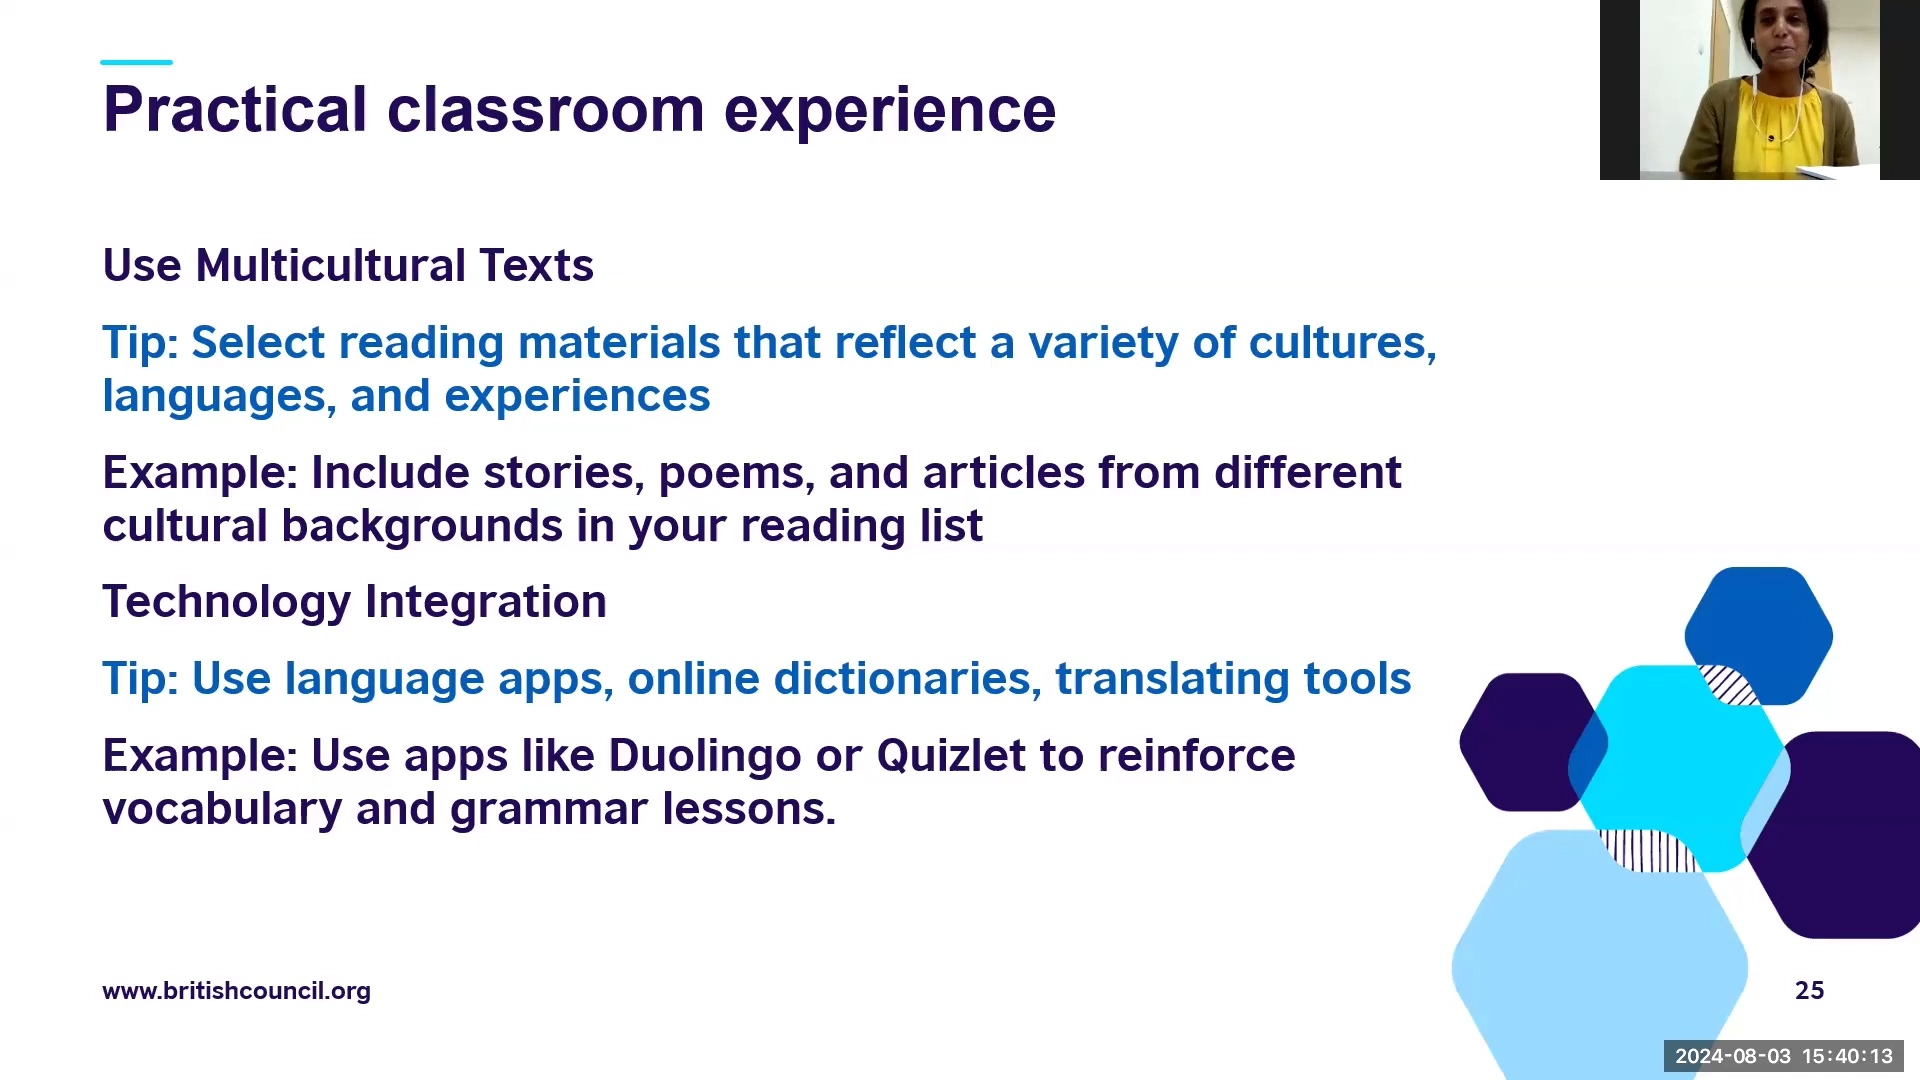 Practical classroom experience
Use Multicultural Texts
Tip: Select reading materials that reflect a variety of cultures,
languages, and experiences
Example: Include stories, poems, and articles from different
cultural backgrounds in your reading list
Technology Integration
Tip: Use language apps, online dictionaries, translating tools
Example: Use apps like Duolingo or Quizlet to reinforce
vocabulary and grammar lessons.
www.britishcouncil.org
25
2024-08-03 15:40:13